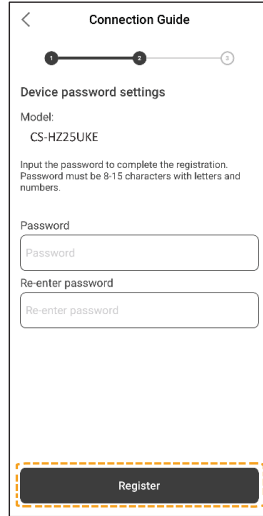 Connection Guide
1 2 3
Device password settings
Model:
CS-HZ25UKE
Input the password to complete the registration.
Password must be 8-15 characters with letters and
numbers.
Password
Password
Re-enter password
Re-enter password
Register